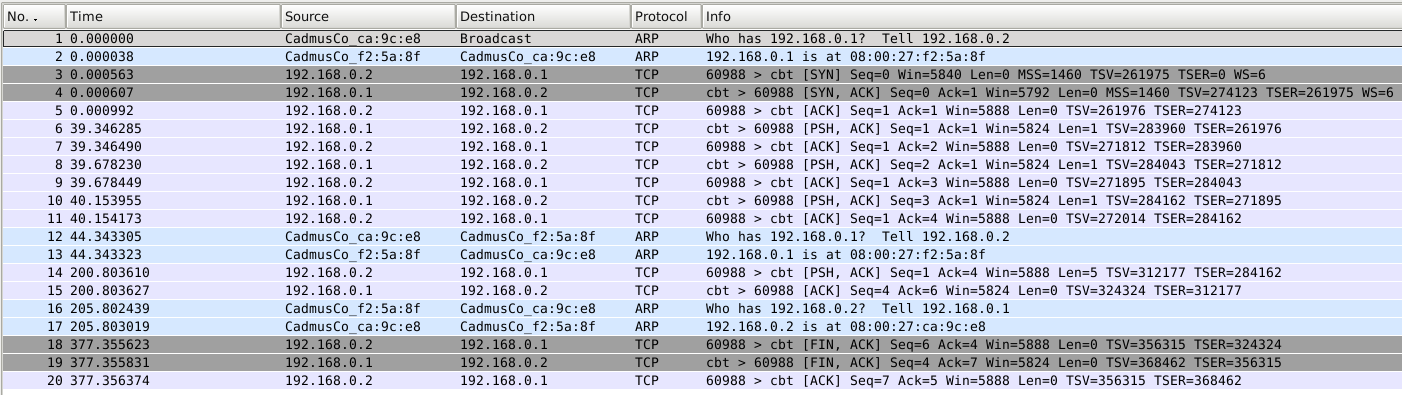 No. Time Source Destination Protocol Info
1 0.000000 CadmusCo_ca:9c:e8 Broadcast ARP Who has 192.168.0.1? Tell 192.168.0.2
2 0.000038 CadmusCo_f2:5a:8f CadmusCo_ca:9c:e8 ARP 192.168.0.1 is at 08:00:27:f2:5a:8f
3 0.000563 192.168.0.2 192.168.0.1 TCP 60988 > cbt [SYN] Seq=0 Win=5840 Len=0 MSS=1460 TSV=261975 TSER=0 WS=6
4 0.000607 192.168.0.1 192.168.0.2 TCP cbt > 60988 [SYN, ACK] Seq=0 Ack=1 Win=5792 Len=0 MSS=1460 TSV=274123 TSER=261975 WS=6
5 0.000992 192.168.0.2 192.168.0.1 TCP 60988 > cbt [ACK] Seq=1 Ack=1 Win=5888 Len=0 TSV=261976 TSER=274123
6 39.346285 192.168.0.1 192.168.0.2 TCP cbt > 60988 [PSH, ACK] Seq=1 Ack=1 Win=5824 Len=1 TSV=283960 TSER=261976
7 39.346490 192.168.0.2 192.168.0.1 TCP 60988 > cbt [ACK] Seq=1 Ack=2 Win=5888 Len=0 TSV=271812 TSER=283960
8 39.678230 192.168.0.1 192.168.0.2 TCP cbt > 60988 [PSH, ACK] Seq=2 Ack=1 Win=5824 Len=1 TSV=284043 TSER=271812
9 39.678449 192.168.0.2 192.168.0.1 TCP 60988 > cbt [ACK] Seq=1 Ack=3 Win=5888 Len=0 TSV=271895 TSER=284043
10 40.153955 192.168.0.1 192.168.0.2 TCP cbt > 60988 [PSH, ACK] Seq=3 Ack=1 Win=5824 Len=1 TSV=284162 TSER=271895
11 40.154173 192.168.0.2 192.168.0.1 TCP 60988 > cbt [ACK] Seq=1 Ack=4 Win=5888 Len=0 TSV=272014 TSER=284162
12 44.343305 CadmusCo_ca:9c:e8 CadmusCo_f2:5a:8f ARP Who has 192.168.0.1? Tell 192.168.0.2
13 44.343323 CadmusCo_f2:5a:8f CadmusCo_ca:9c:e8 ARP 192.168.0.1 is at 08:00:27:f2:5a:8f
14 200.803610 192.168.0.2 192.168.0.1 TCP 60988 > cbt [PSH, ACK] Seq=1 Ack=4 Win=5888 Len=5 TSV=312177 TSER=284162
15 200.803627 192.168.0.1 192.168.0.2 TCP cbt > 60988 [ACK] Seq=4 Ack=6 Win=5824 Len=0 TSV=324324 TSER=312177
16 205.802439 CadmusCo_f2:5a:8f CadmusCo_ca:9c:e8 ARP Who has 192.168.0.2? Tell 192.168.0.1
17 205.803019 CadmusCo_ca:9c:e8 CadmusCo_f2:5a:8f ARP 192.168.0.2 is at 08:00:27:ca:9c:e8
18 377.355623 192.168.0.2 192.168.0.1 TCP 60988 > cbt [FIN, ACK] Seq=6 Ack=4 Win=5888 Len=0 TSV=356315 TSER=324324
19 377.355831 192.168.0.1 192.168.0.2 TCP cbt > 60988 [FIN, ACK] Seq=4 Ack=7 Win=5824 Len=0 TSV=368462 TSER=356315
20 377.356374 192.168.0.2 192.168.0.1 TCP 60988 > cbt [ACK] Seq=7 Ack=5 Win=5888 Len=0 TSV=356315 TSER=368462